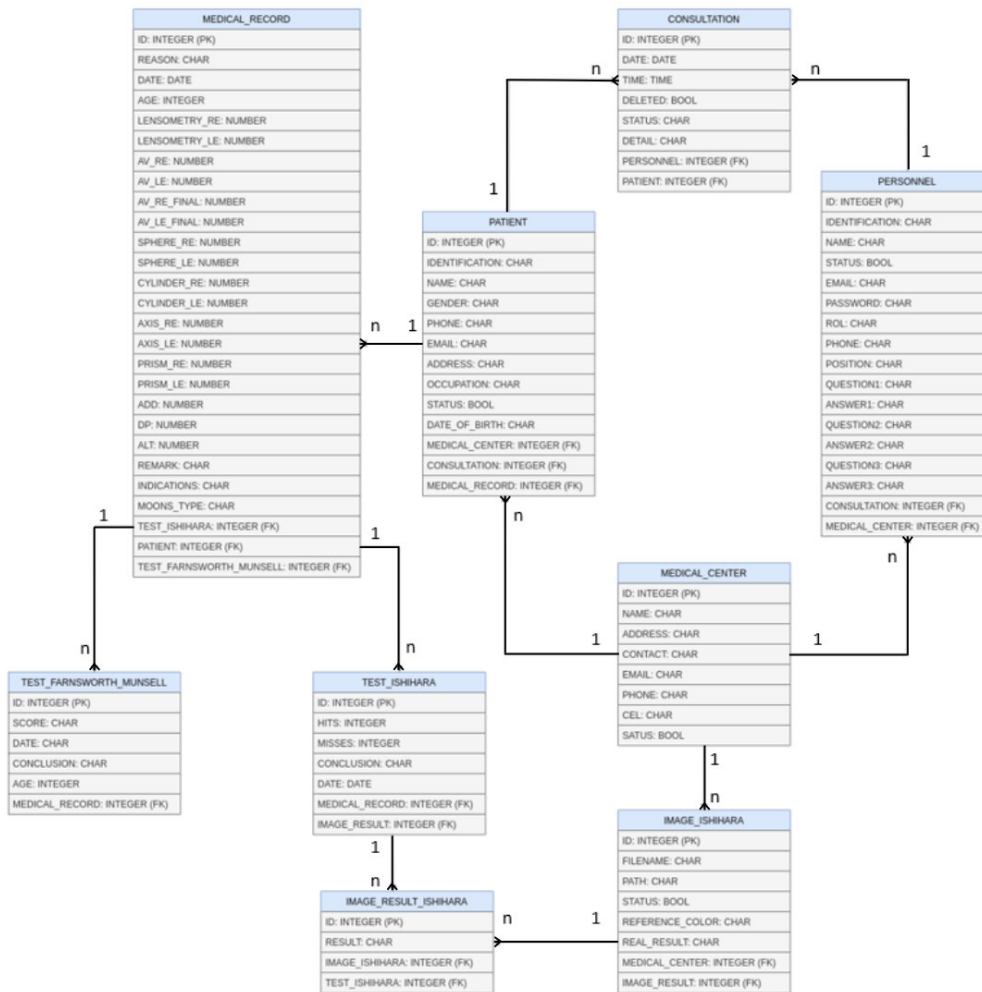 MEDICAL_RECORD
ID: INTEGER (PK)
REASON: CHAR
DATE: DATE
AGE: INTEGER
LENSOMETRY_RE: NUMBER
LENSOMETRY_LE: NUMBER
AV_RE: NUMBER
AV_LE: NUMBER
AV_RE_FINAL: NUMBER
AV_LE_FINAL: NUMBER
SPHERE_RE: NUMBER
SPHERE_LE: NUMBER
CYLINDER_RE: NUMBER
CYLINDER_LE: NUMBER
AXIS_RE: NUMBER
AXIS_LE: NUMBER
PRISM_RE: NUMBER
PRISM_LE: NUMBER
ADD: NUMBER
DP: NUMBER
ALT: NUMBER
REMARK: CHAR
INDICATIONS: CHAR
MOONS_TYPE: CHAR
TEST_ISHIHARA: INTEGER (FK)
PATIENT: INTEGER (FK)
TEST_FARNSWORTH_MUNSELL: INTEGER (FK)
CONSULTATION
ID: INTEGER (PK)
DATE: DATE
TIME: TIME
DELETED: BOOL
STATUS: CHAR
DETAIL: CHAR
PERSONNEL: INTEGER (FK)
PATIENT: INTEGER (FK)
n
n
1
1
PERSONNEL
ID: INTEGER (PK)
IDENTIFICATION: CHAR
NAME: CHAR
STATUS: BOOL
EMAIL: CHAR
PASSWORD: CHAR
ROL: CHAR
PHONE: CHAR
POSITION: CHAR
QUESTION1: CHAR
ANSWER1: CHAR
QUESTION2: CHAR
ANSWER2: CHAR
QUESTION3: CHAR
ANSWER3: CHAR
CONSULTATION: INTEGER (FK)
MEDICAL_CENTER: INTEGER (FK)
PATIENT
ID: INTEGER (PK)
IDENTIFICATION: CHAR
NAME: CHAR
GENDER: CHAR
PHONE: CHAR
EMAIL: CHAR
ADDRESS: CHAR
OCCUPATION: CHAR
STATUS: BOOL
DATE_OF_BIRTH: CHAR
MEDICAL_CENTER: INTEGER (FK)
CONSULTATION: INTEGER (FK)
MEDICAL_RECORD: INTEGER (FK)
n 1
1
1
n
n
MEDICAL_CENTER
ID: INTEGER (PK)
NAME: CHAR
ADDRESS: CHAR
CONTACT: CHAR
EMAIL: CHAR
PHONE: CHAR
CEL: CHAR
SATUS: BOOL
n
n
1
1
TEST_FARNSWORTH_MUNSELL
ID: INTEGER (PK)
SCORE: CHAR
DATE: CHAR
CONCLUSION: CHAR
AGE: INTEGER
MEDICAL_RECORD: INTEGER (FK)
TEST_ISHIHARA
ID: INTEGER (PK)
HITS: INTEGER
MISSES: INTEGER
CONCLUSION: CHAR
DATE: DATE
MEDICAL_RECORD: INTEGER (FK)
IMAGE_RESULT: INTEGER (FK)
1
n
1
n
IMAGE_ISHIHARA
ID: INTEGER (PK)
FILENAME: CHAR
PATH: CHAR
STATUS: BOOL
REFERENCE_COLOR: CHAR
REAL_RESULT: CHAR
MEDICAL_CENTER: INTEGER (FK)
IMAGE_RESULT: INTEGER (FK)
IMAGE_RESULT_ISHIHARA
ID: INTEGER (PK)
RESULT: CHAR
IMAGE_ISHIHARA: INTEGER (FK)
TEST_ISHIHARA: INTEGER (FK)
n 1